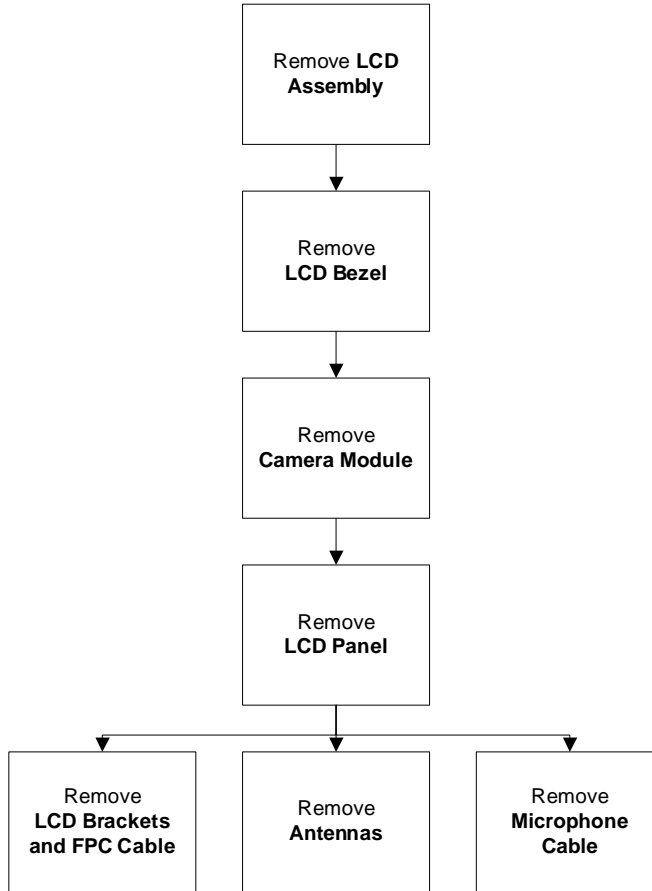 Remove LCD
Assembly
Remove
LCD Bezel
Remove
Camera Module
Remove
LCD Panel
Remove
LCD Brackets
and FPC Cable
Remove
Antennas
Remove
Microphone
Cable